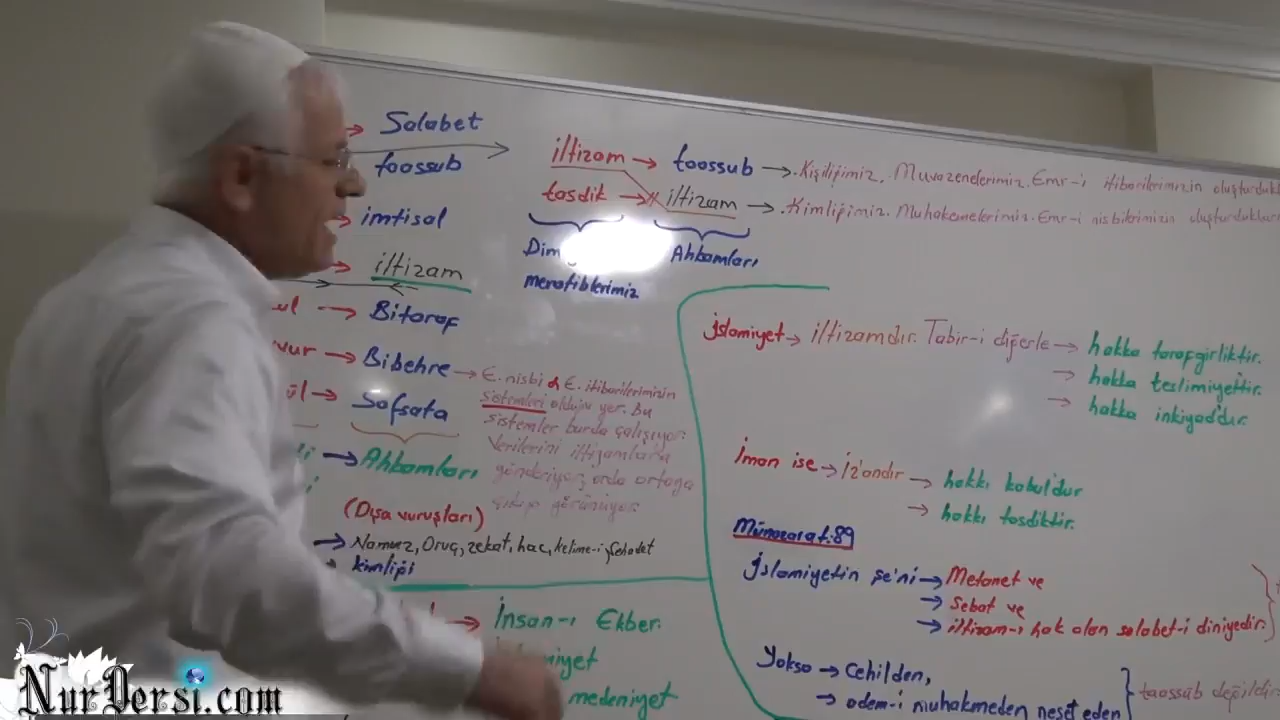 → Salabet
taassub
→ imtisal
→ iltizam
→ Bitaraf
→ Bibehre → E. nisbi & E. itibarilerimizin
sistemleri olduğu yer. Bu
sistemler burda çalışıyor.
Verilerini iltizamlara
gönderiyor, orda ortaya
çıkıp görünüyor.
→ Safsata
→ Ahkamları
(Dışa vuruşları)
→ Namaz, Oruç, zekat, hac, kelime-i şehadet
kimliği
→ İnsan-ı Ekber.
medeniyet
iltizam → taassub → Kişiliğimiz. Muvazenelerimiz. Emr-i itibarilerimizin
tasdik → iltizam → Kimliğimiz. Muhakemelerimiz. Emr-i nisbilerimizin
Ahkamları
meratiblerimiz
İslamiyet → iltizamdır. Tabir-i diğerle → hakka tarafgirliktir.
→ hakka teslimiyettir.
→ hakka inkiyaddır.
İman ise → iz'andır → hakkı kabuldür
→ hakkı tasdiktir.
Münazarat: 89
İslamiyetin şe'ni → Metanet ve
→ Sebat ve
→ iltizam-ı hak olan salabet-i diniyedir.
Yoksa → Cehilden,
→ adem-i muhakemeden neş'et eden
taassub değildir
NurDersi.com